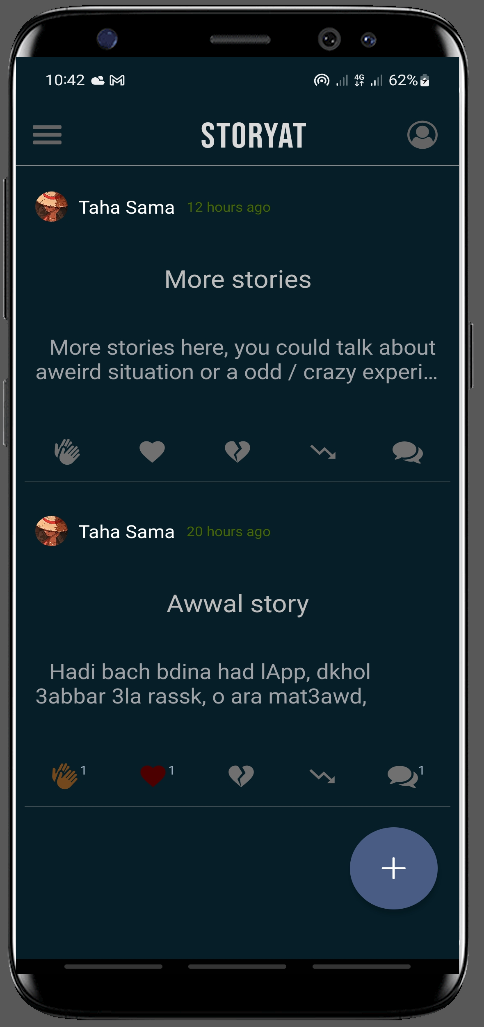 10:42
4G
62%
STORYAT
Taha Sama 12 hours ago
More stories
More stories here, you could talk about
aweird situation or a odd / crazy experi...
Taha Sama 20 hours ago
Awwal story
Hadi bach bdina had lApp, dkhol
3abbar 3la rassk, o ara mat3awd,
1 1 1